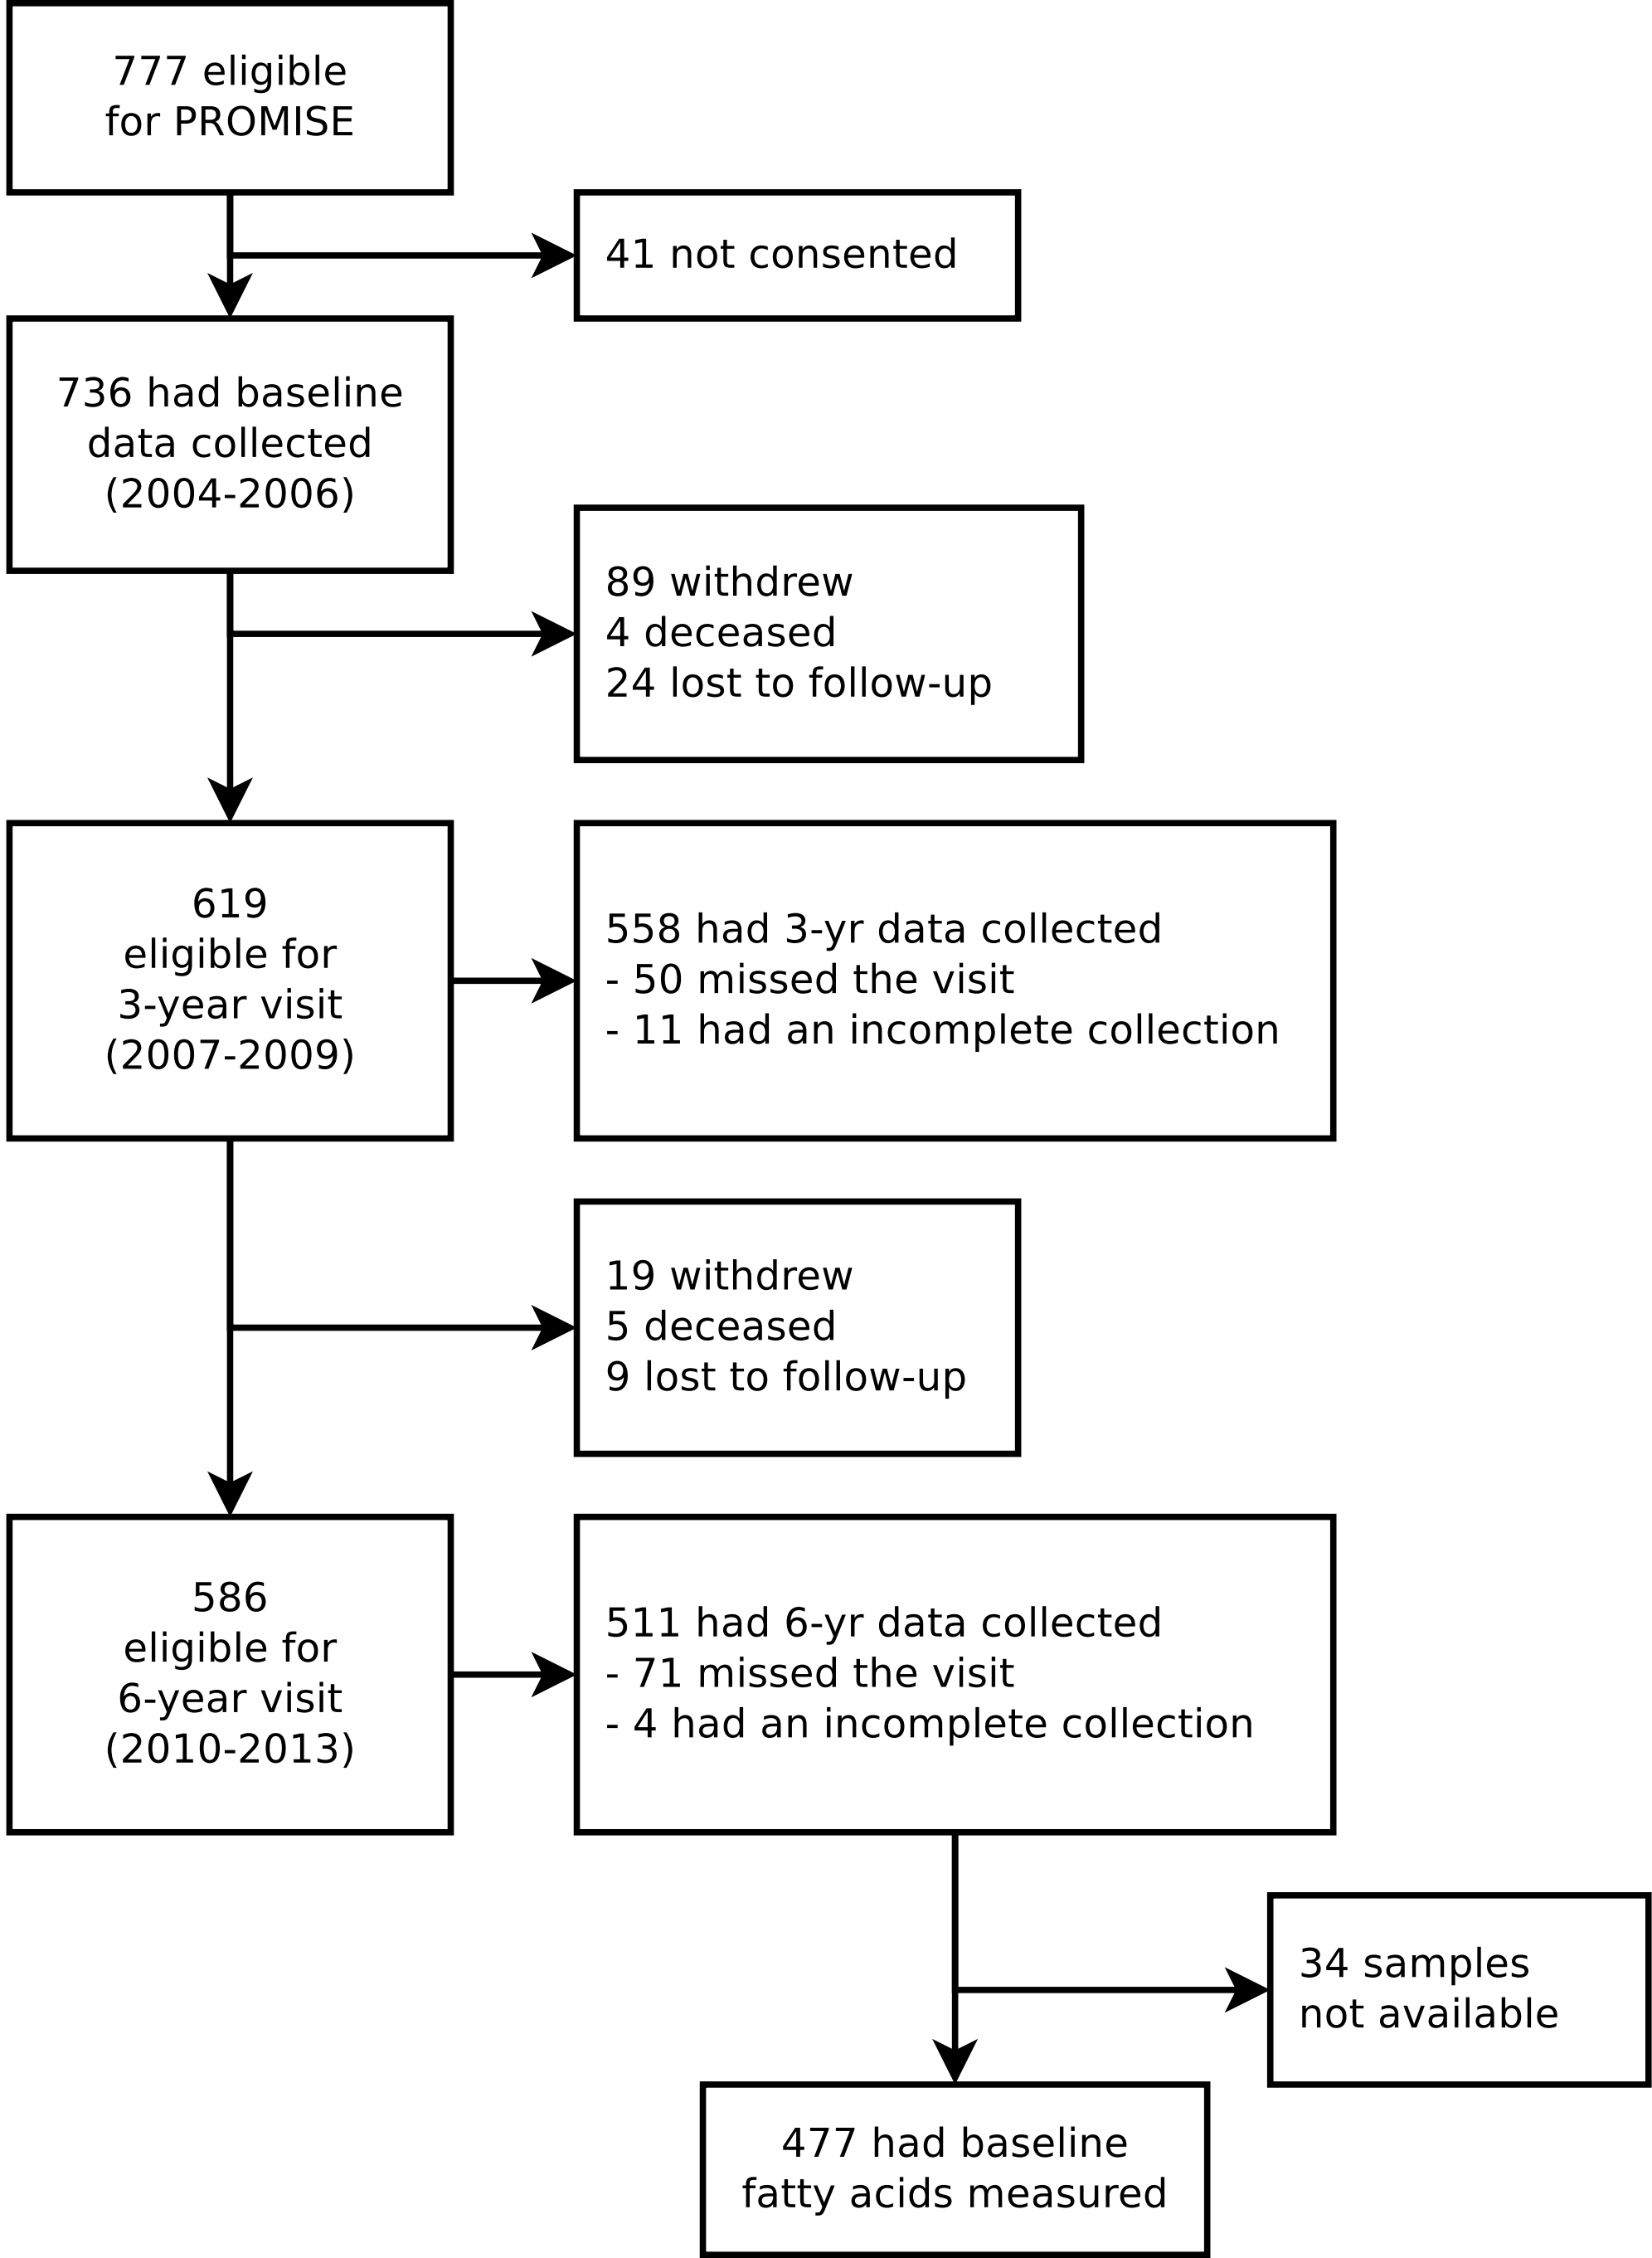 777 eligible
for PROMISE
41 not consented
736 had baseline
data collected
(2004-2006)
89 withdrew
4 deceased
24 lost to follow-up
619
eligible for
3-year visit
(2007-2009)
558 had 3-yr data collected
- 50 missed the visit
- 11 had an incomplete collection
19 withdrew
5 deceased
9 lost to follow-up
586
eligible for
6-year visit
(2010-2013)
511 had 6-yr data collected
- 71 missed the visit
- 4 had an incomplete collection
34 samples
not available
477 had baseline
fatty acids measured